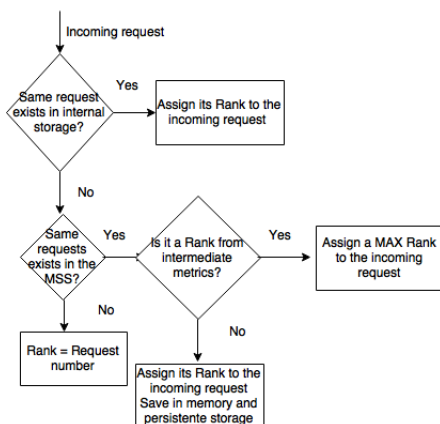 Incoming request
Same request
exists in internal
storage?
Yes
Assign its Rank to the
incoming request
No
Same
requests
exists in the
MSS?
Yes
Is it a Rank from
intermediate
metrics?
Yes
Assign a MAX Rank
to the incoming
request
No
Rank = Request
number
No
Assign its Rank to the
incoming request
Save in memory and
persistente storage